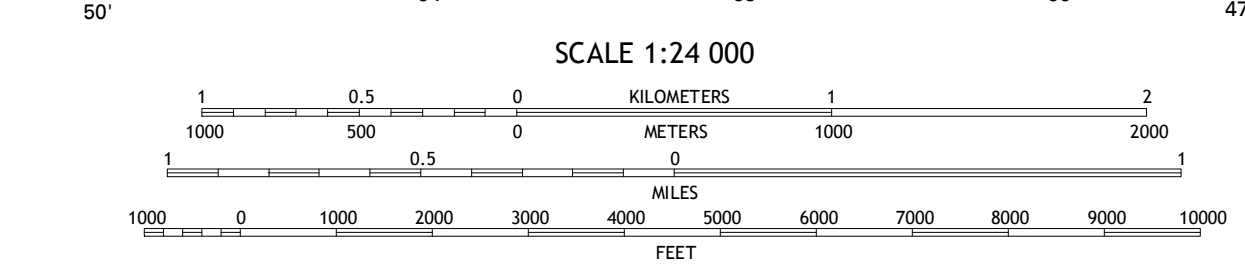 50' 47
SCALE 1:24 000
1 0.5 0 KILOMETERS 1 2
1000 500 0 METERS 1000 2000
1 0.5 0 1
MILES
1000 0 1000 2000 3000 4000 5000 6000 7000 8000 9000 10000
FEET